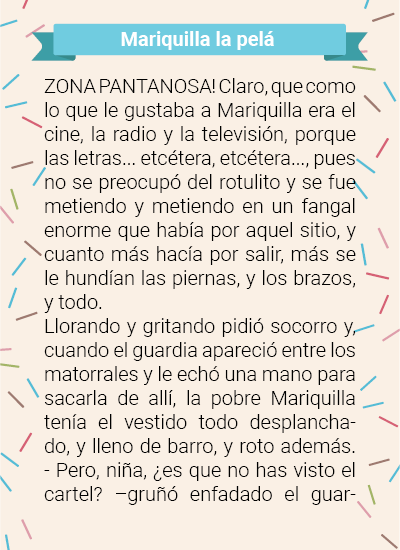 Mariquilla la pelá
ZONA PANTANOSA! Claro, que como
lo que le gustaba a Mariquilla era el
cine, la radio y la televisión, porque
las letras... etcétera, etcétera..., pues
no se preocupó del rotulito y se fue
metiendo y metiendo en un fangal
enorme que había por aquel sitio, y
cuanto más hacía por salir, más se
le hundían las piernas, y los brazos,
y todo.
Llorando y gritando pidió socorro y,
cuando el guardia apareció entre los
matorrales y le echó una mano para
sacarla de allí, la pobre Mariquilla
tenía el vestido todo desplancha-
do, y lleno de barro, y roto además.
- Pero, niña, ¿es que no has visto el
cartel? –gruñó enfadado el guar-